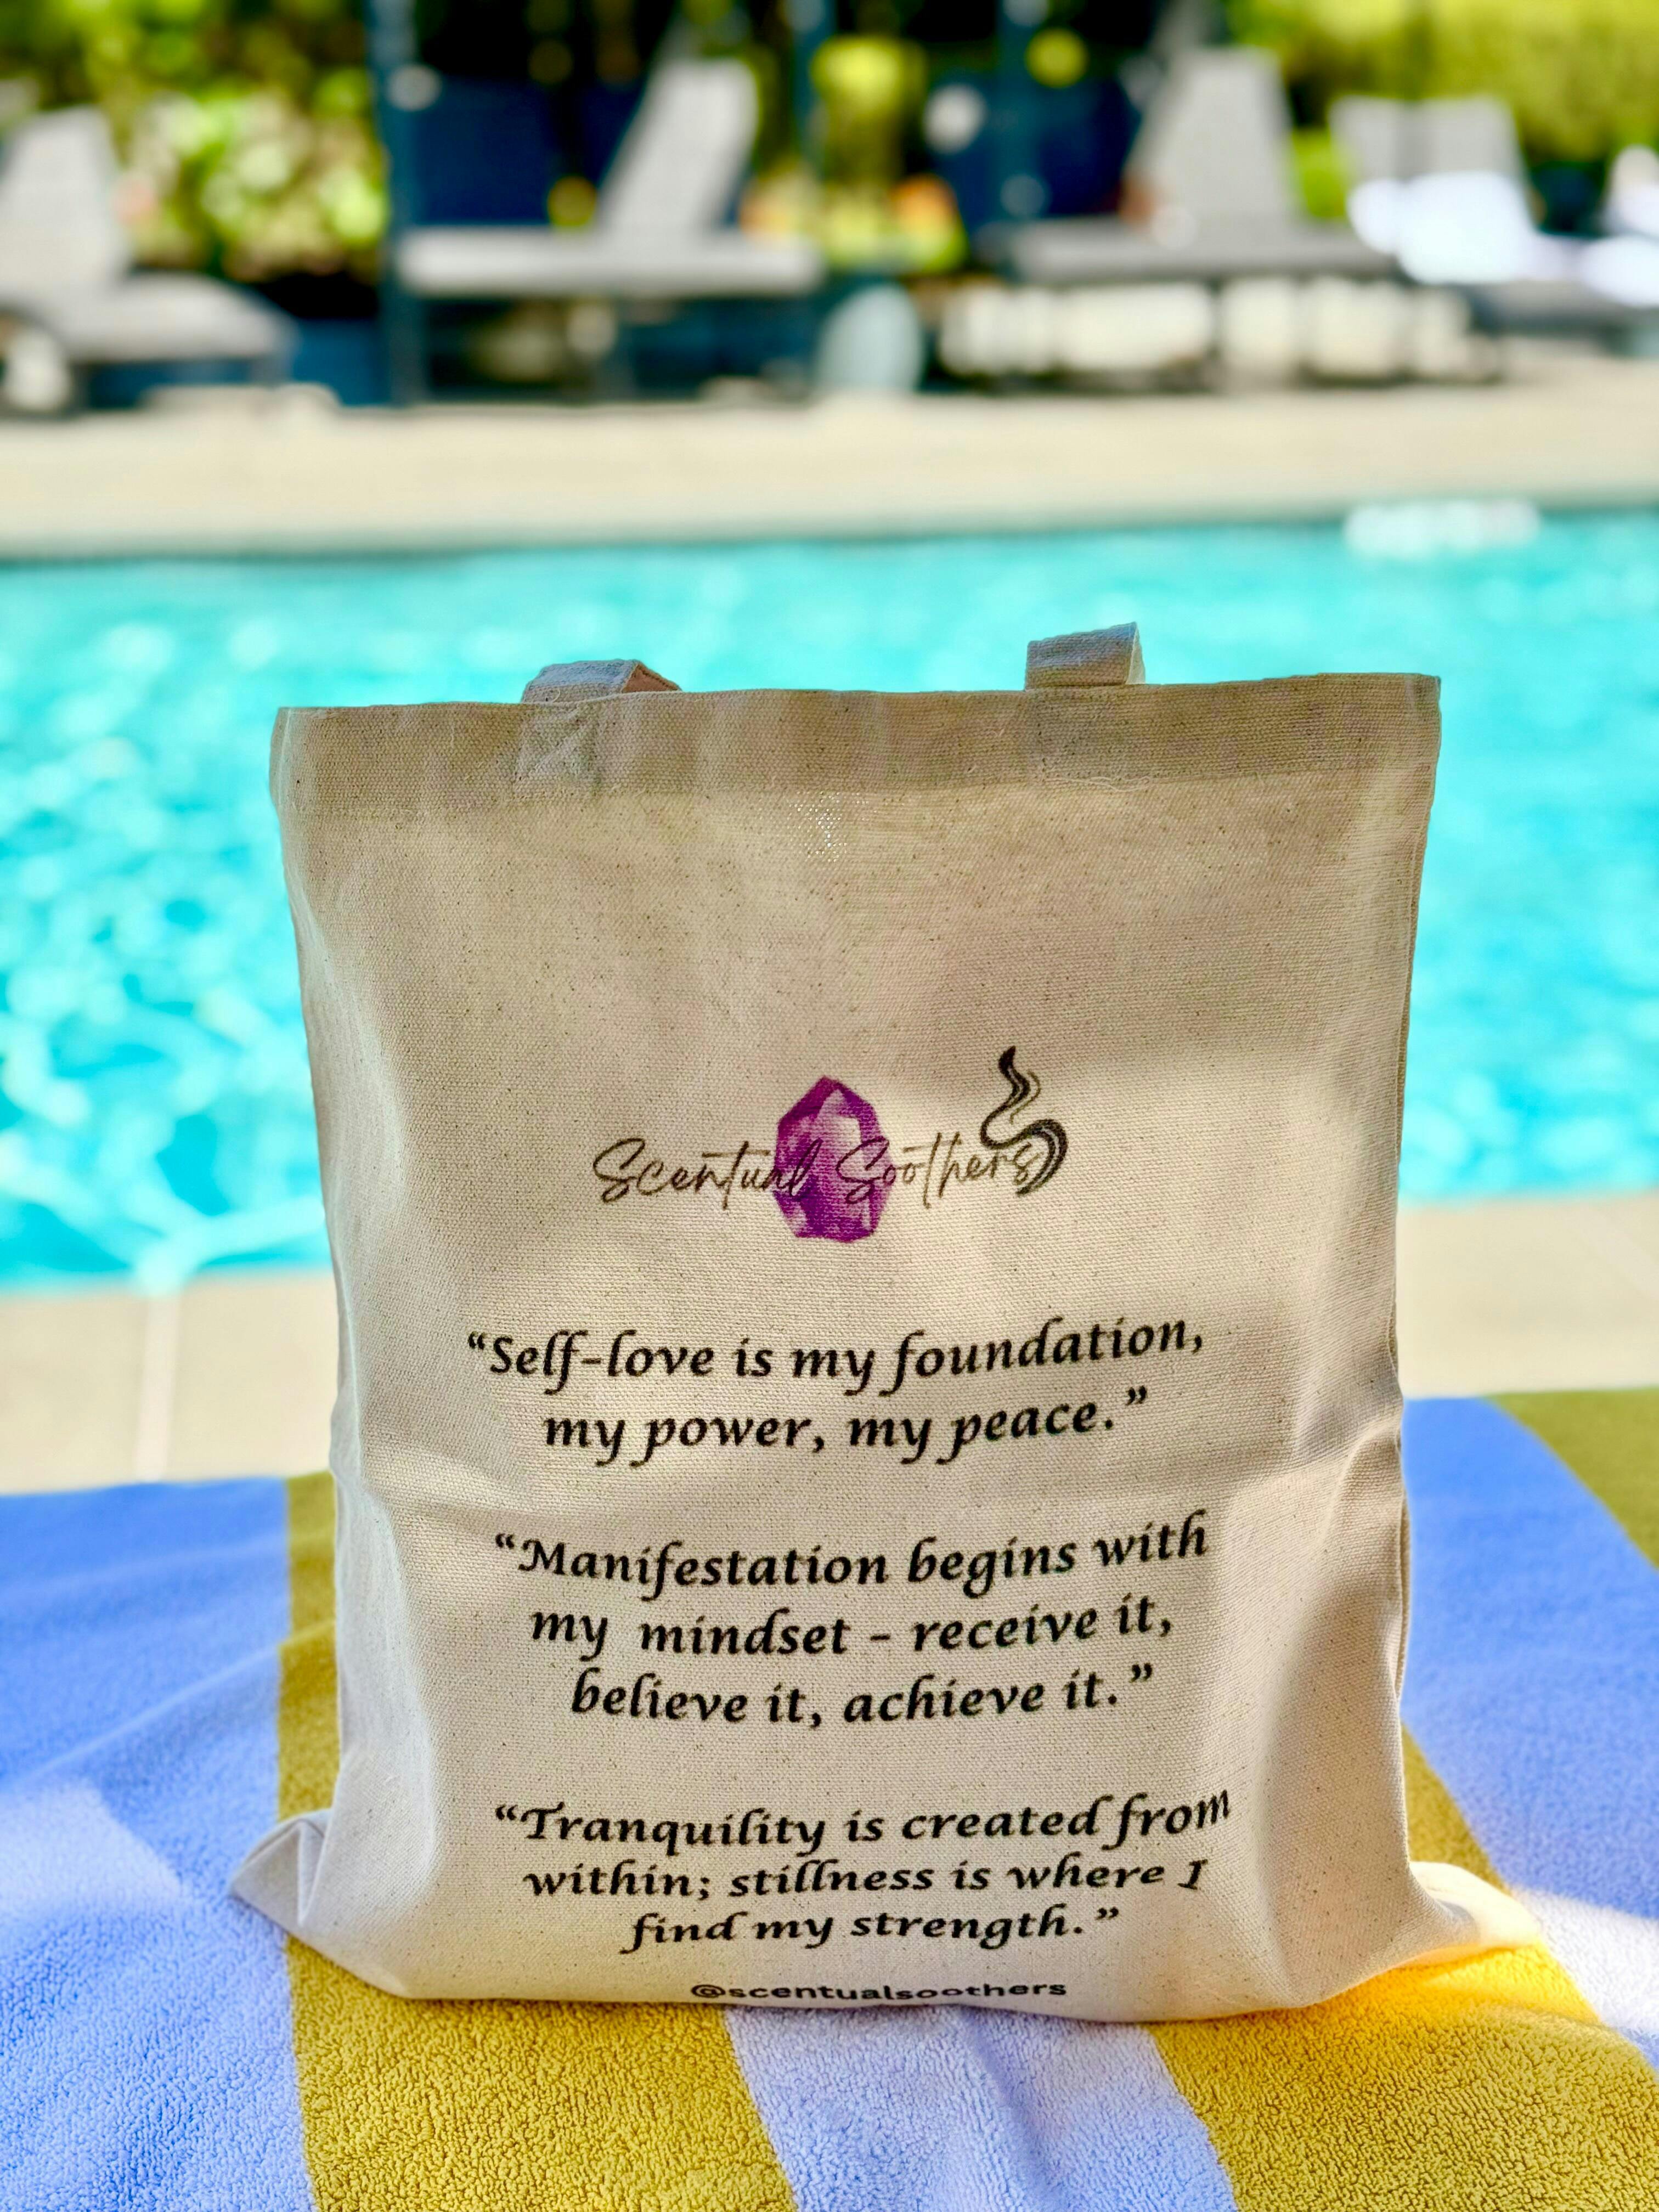 Scentual Soothers
“Self-love is my foundation,
my power, my peace.”
“Manifestation begins with
my mindset - receive it,
believe it, achieve it.”
“Tranquility is created from
within; stillness is where I
find my strength.”
@scentualsoothers